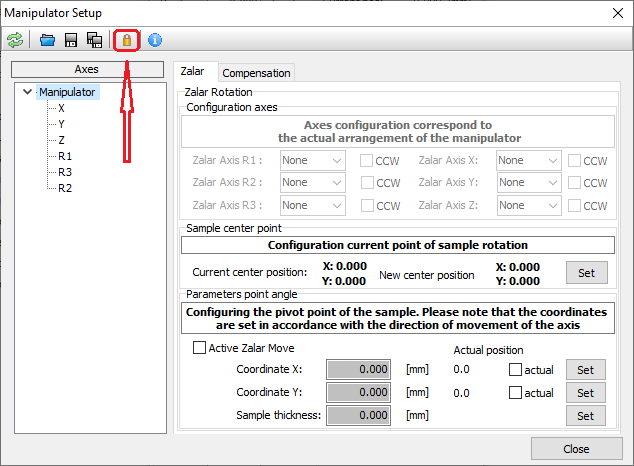 Manipulator Setup
Axes
Manipulator
X
Y
Z
R1
R3
R2
Zalar
Compensation
Zalar Rotation
Configuration axes
Axes configuration correspond to
the actual arrangement of the manipulator
Zalar Axis R1 : None CCW Zalar Axis X: None CCW
Zalar Axis R2 : None CCW Zalar Axis Y: None CCW
Zalar Axis R3 : None CCW Zalar Axis Z: None CCW
Sample center point
Configuration current point of sample rotation
Current center position: X: 0.000 Y: 0.000 New center position X: 0.000 Y: 0.000 Set
Parameters point angle
Configuring the pivot point of the sample. Please note that the coordinates
are set in accordance with the direction of movement of the axis
Active Zalar Move Actual position
Coordinate X: 0.000 [mm] 0.0 actual Set
Coordinate Y: 0.000 [mm] 0.0 actual Set
Sample thickness: 0.000 [mm] Set
Close